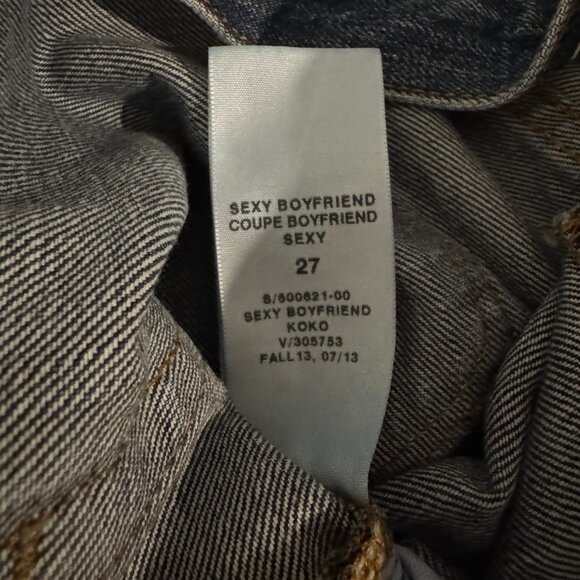 SEXY BOYFRIEND
COUPE BOYFRIEND
SEXY
27
S/600621-00
SEXY BOYFRIEND
KOKO
V/305753
FALL13, 07/13